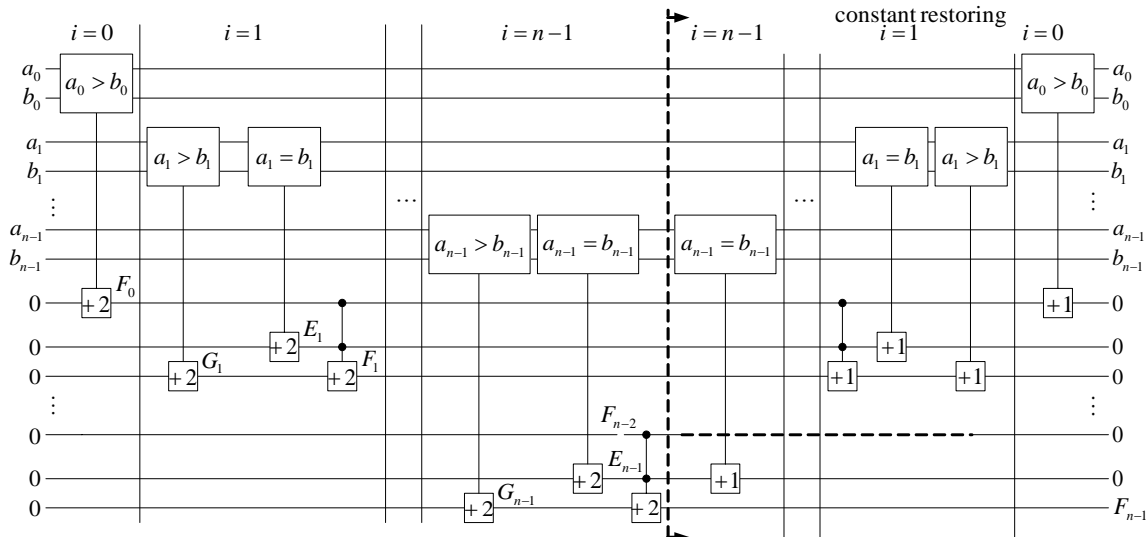 constant restoring
i = 0 i = 1 i = n−1 i = n−1 i = 1 i = 0
a₀ a₀ > b₀ a₀ > b₀ a₀
b₀ b₀
a₁ a₁ > b₁ a₁ = b₁ a₁ = b₁ a₁ > b₁ a₁
b₁ b₁
⋮ … … ⋮
aₙ₋₁ aₙ₋₁ > bₙ₋₁ aₙ₋₁ = bₙ₋₁ aₙ₋₁ = bₙ₋₁ aₙ₋₁
bₙ₋₁ bₙ₋₁
0 +2 F₀ +1 0
0 +2 E₁ +1 0
0 +2 G₁ +2 F₁ +1 +1 0
⋮ ⋮
0 Fₙ₋₂ 0
0 +2 Eₙ₋₁ +1 0
0 +2 Gₙ₋₁ +2 Fₙ₋₁